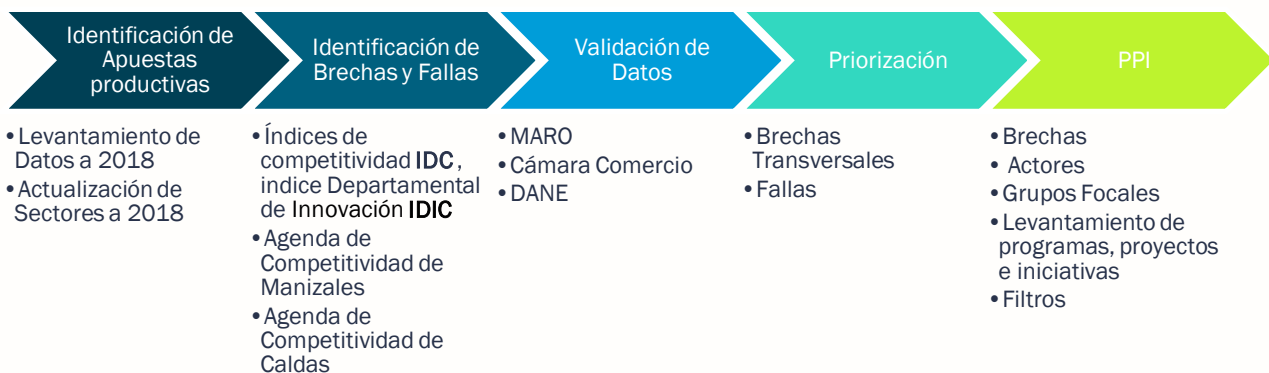 Identificación de
Apuestas
productivas
Identificación de
Brechas y Fallas
Validación de
Datos
Priorización
PPI
•Levantamiento de
Datos a 2018
•Actualización de
Sectores a 2018
•Índices de
competitividad IDC ,
indice Departamental
de Innovación IDIC
•Agenda de
Competitividad de
Manizales
•Agenda de
Competitividad de
Caldas
•MARO
•Cámara Comercio
•DANE
•Brechas
Transversales
•Fallas
•Brechas
• Actores
•Grupos Focales
•Levantamiento de
programas, proyectos
e iniciativas
•Filtros